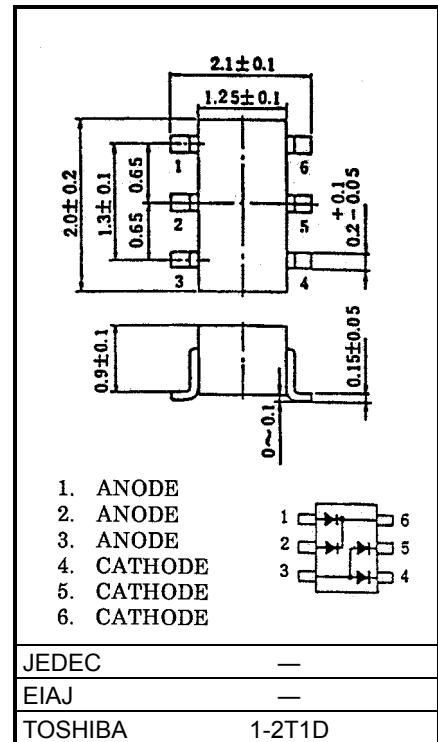 2.1±0.1
1.25±0.1
2.0±0.2
1.3±0.1
0.65
0.65
1
2
3
6
5
4
+0.1
0.2-0.05
0.9±0.1
0.15±0.05
0~0.1
1. ANODE
2. ANODE
3. ANODE
4. CATHODE
5. CATHODE
6. CATHODE
1
2
3
6
5
4
JEDEC —
EIAJ —
TOSHIBA 1-2T1D